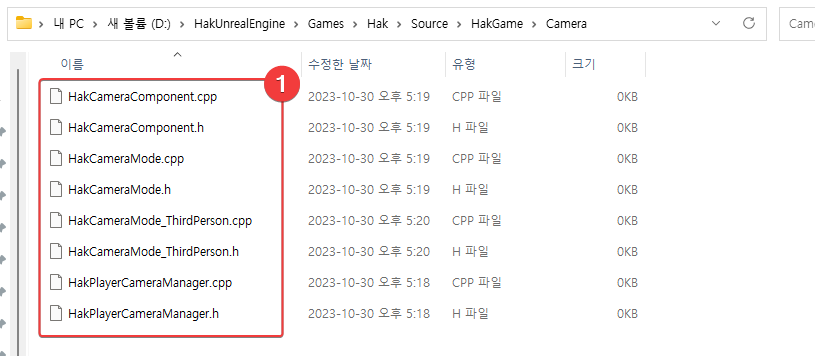 내 PC > 새 볼륨 (D:) > HakUnrealEngine > Games > Hak > Source > HakGame > Camera
Came
이름 수정한 날짜 유형 크기
1
HakCameraComponent.cpp 2023-10-30 오후 5:19 CPP 파일 0KB
HakCameraComponent.h 2023-10-30 오후 5:19 H 파일 0KB
HakCameraMode.cpp 2023-10-30 오후 5:19 CPP 파일 0KB
HakCameraMode.h 2023-10-30 오후 5:19 H 파일 0KB
HakCameraMode_ThirdPerson.cpp 2023-10-30 오후 5:20 CPP 파일 0KB
HakCameraMode_ThirdPerson.h 2023-10-30 오후 5:20 H 파일 0KB
HakPlayerCameraManager.cpp 2023-10-30 오후 5:18 CPP 파일 0KB
HakPlayerCameraManager.h 2023-10-30 오후 5:18 H 파일 0KB